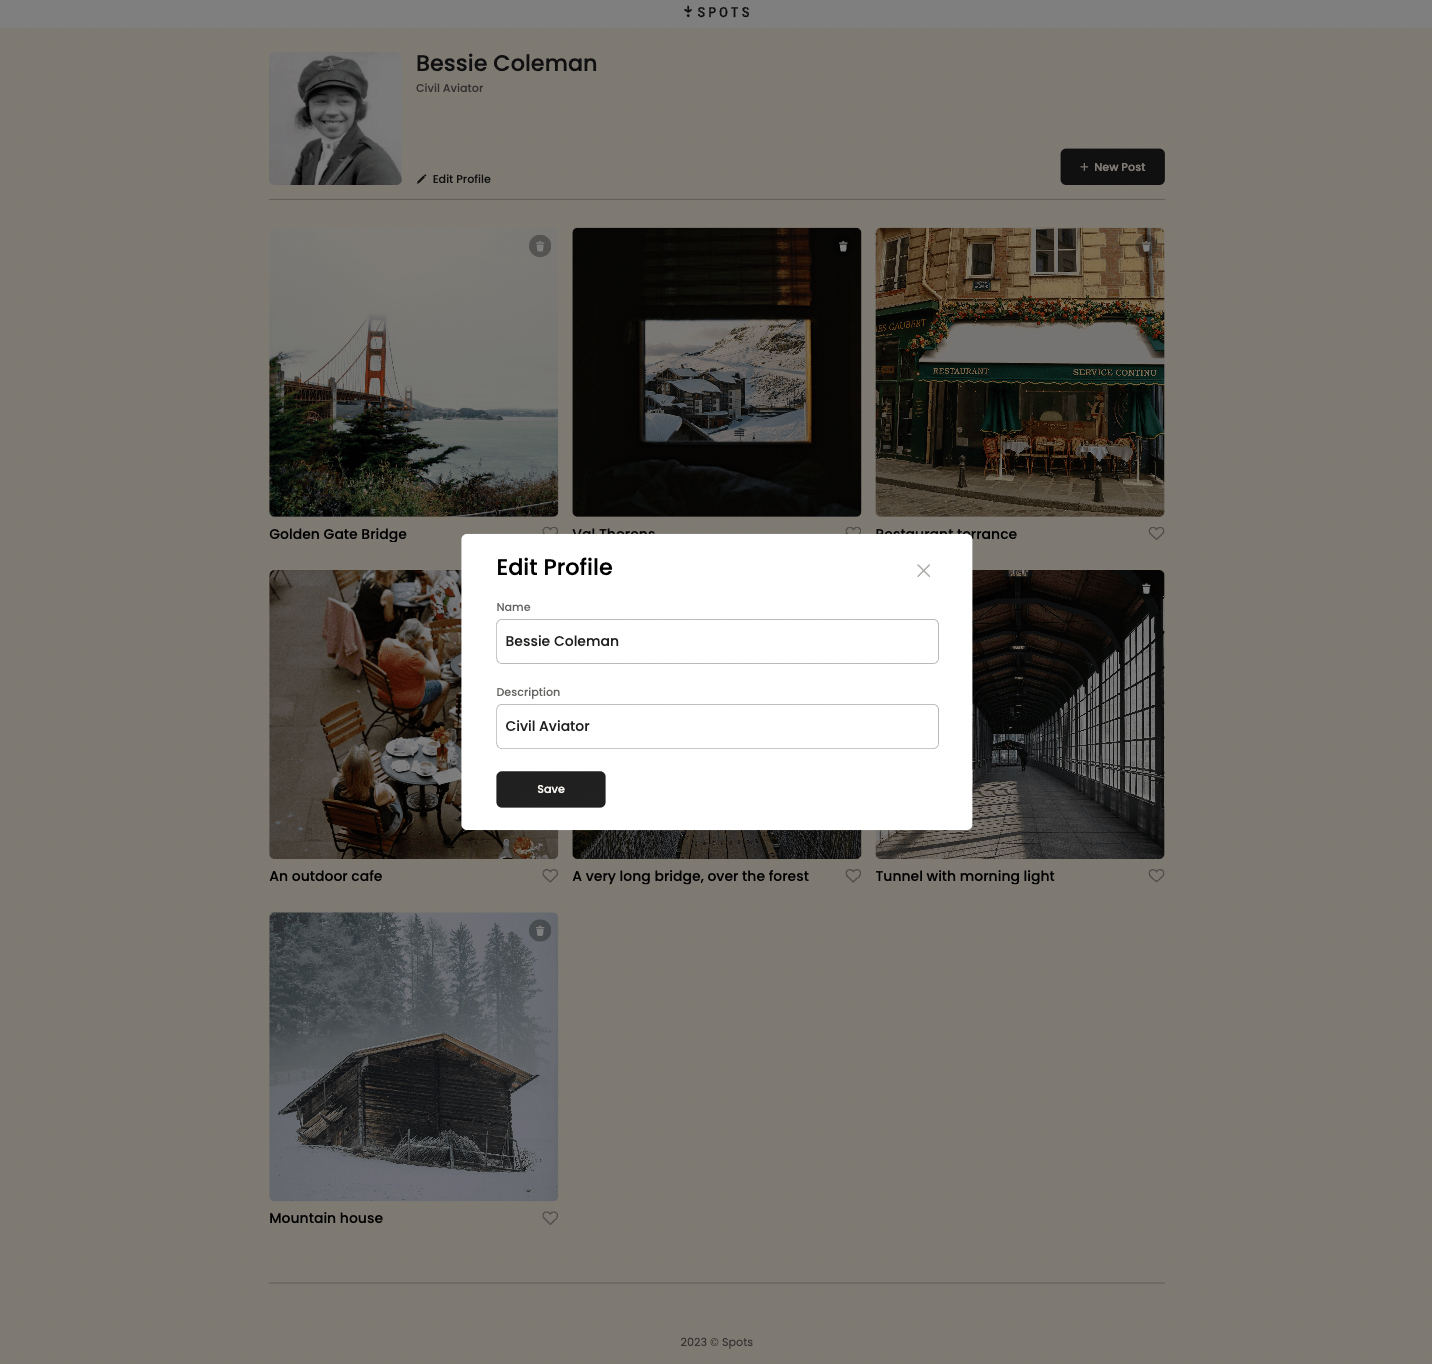 SPOTS
Bessie Coleman
Civil Aviator
Edit Profile
+ New Post
ES GAUBERT
RESTAURANT
SERVICE CONTINU
Golden Gate Bridge
Val Thorens
Restaurant terrance
Edit Profile
Name
Bessie Coleman
Description
Civil Aviator
Save
An outdoor cafe
A very long bridge, over the forest
Tunnel with morning light
Mountain house
2023 © Spots